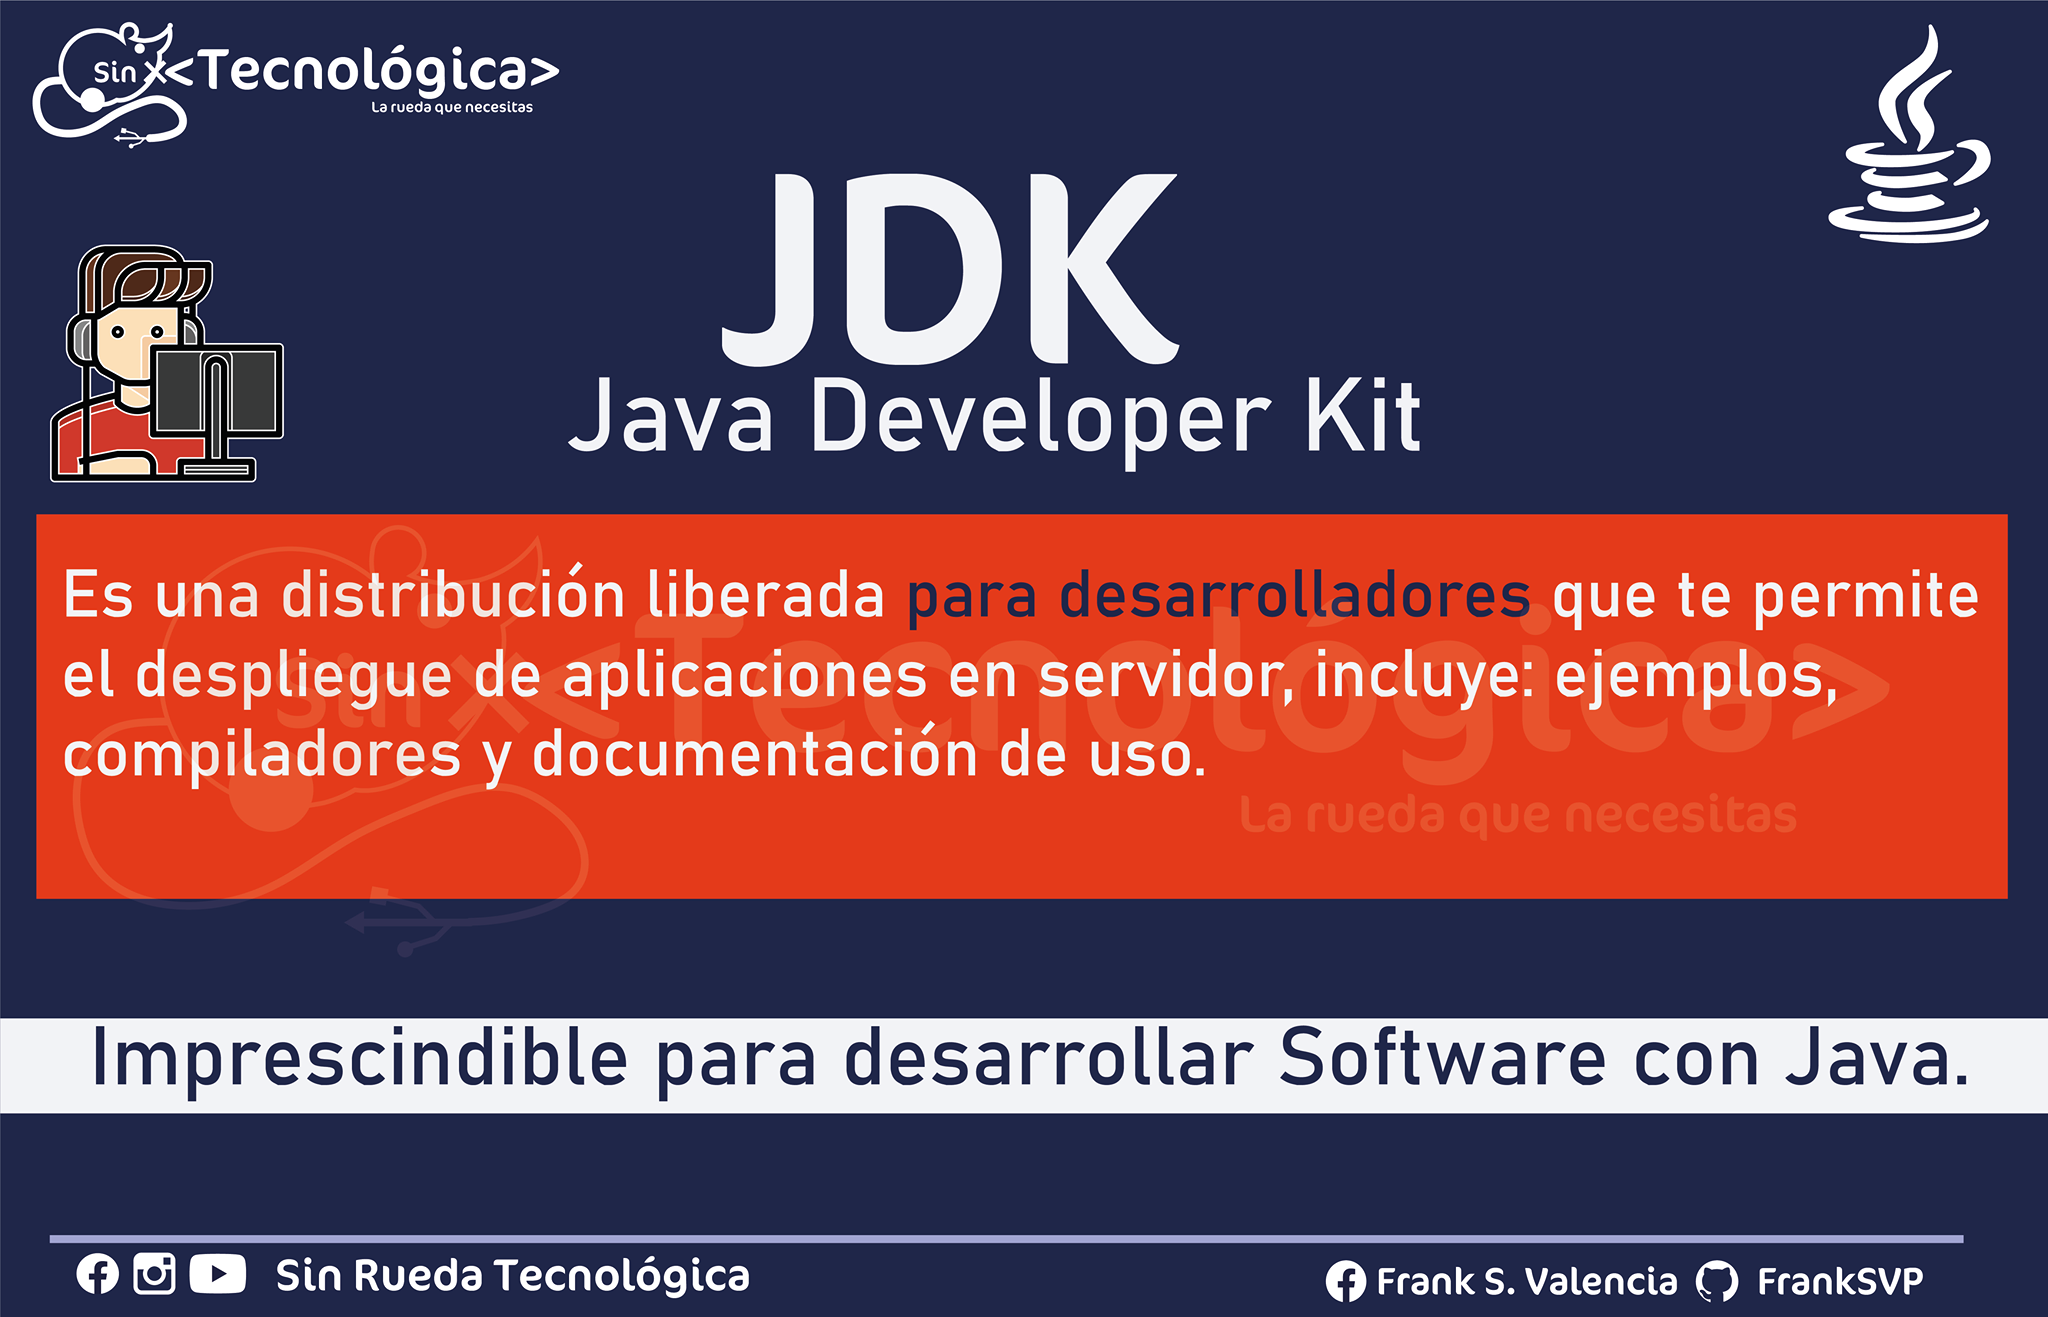 Sin <Tecnológica>
La rueda que necesitas
JDK
Java Developer Kit
Es una distribución liberada para desarrolladores que te permite
el despliegue de aplicaciones en servidor, incluye: ejemplos,
compiladores y documentación de uso.
Sin <Tecnológica>
La rueda que necesitas
Imprescindible para desarrollar Software con Java.
Sin Rueda Tecnológica
Frank S. Valencia FrankSVP